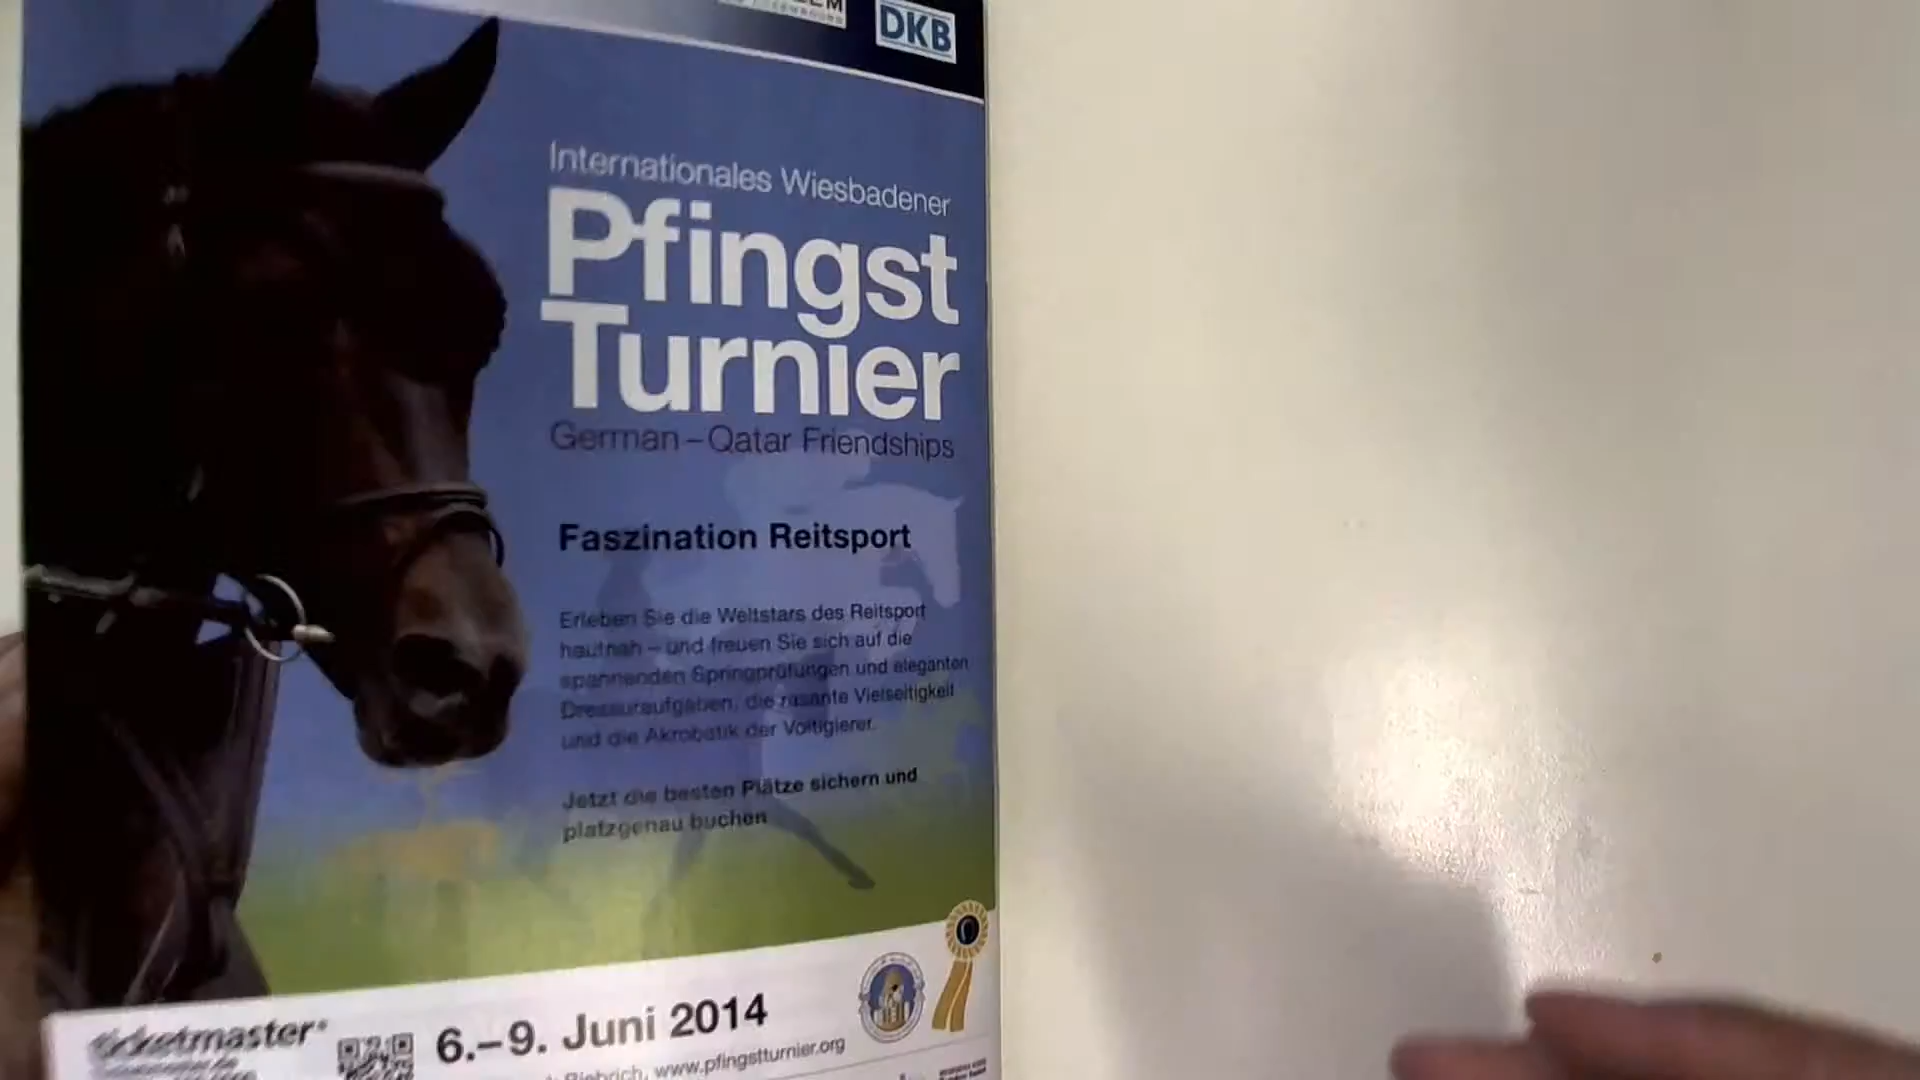 DKB
Internationales Wiesbadener
Pfingst
Turnier
German – Qatar Friendships
Faszination Reitsport
Erleben Sie die Weltstars des Reitsport
hautnah – und freuen Sie sich auf die
spannenden Springprüfungen und eleganten
Dressuraufgaben, die rasante Vielseitigkeit
und die Akrobatik der Voltigierer.
Jetzt die besten Plätze sichern und
platzgenau buchen
ticketmaster®
6.–9. Juni 2014
Biebrich, www.pfingstturnier.org